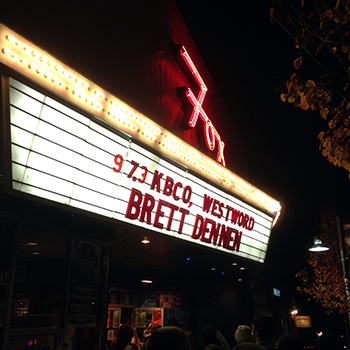 FOX
97.3 KBCO, WESTWORD
BRETT DENNEN